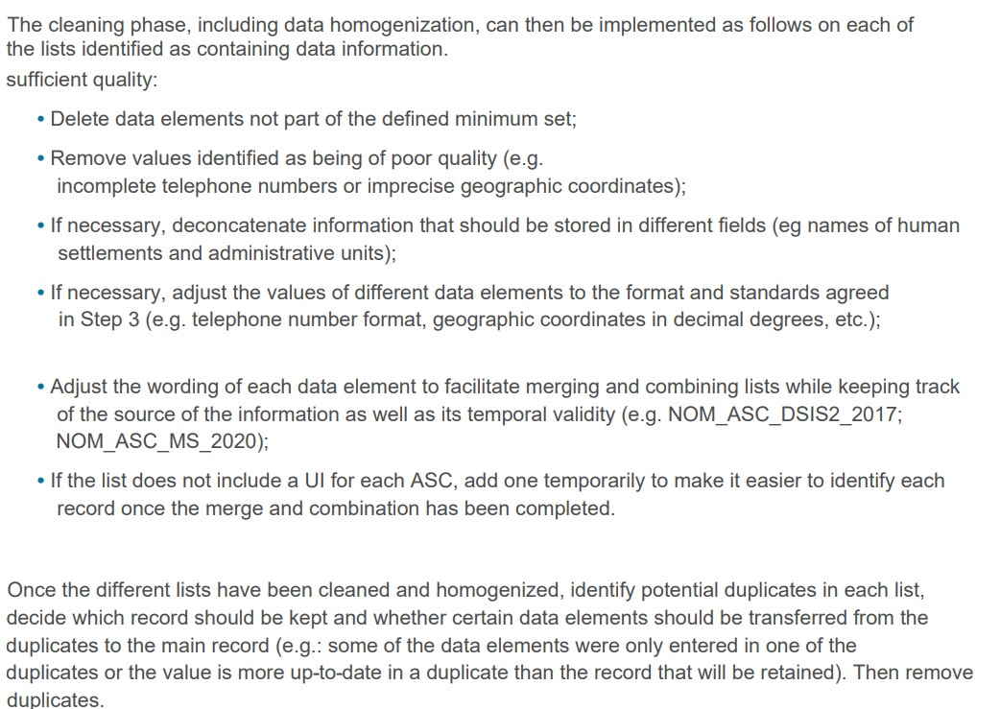 The cleaning phase, including data homogenization, can then be implemented as follows on each of
the lists identified as containing data information.
sufficient quality:
• Delete data elements not part of the defined minimum set;
• Remove values identified as being of poor quality (e.g.
incomplete telephone numbers or imprecise geographic coordinates);
• If necessary, deconcatenate information that should be stored in different fields (eg names of human
settlements and administrative units);
• If necessary, adjust the values of different data elements to the format and standards agreed
in Step 3 (e.g. telephone number format, geographic coordinates in decimal degrees, etc.);
• Adjust the wording of each data element to facilitate merging and combining lists while keeping track
of the source of the information as well as its temporal validity (e.g. NOM_ASC_DSIS2_2017;
NOM_ASC_MS_2020);
• If the list does not include a UI for each ASC, add one temporarily to make it easier to identify each
record once the merge and combination has been completed.
Once the different lists have been cleaned and homogenized, identify potential duplicates in each list,
decide which record should be kept and whether certain data elements should be transferred from the
duplicates to the main record (e.g.: some of the data elements were only entered in one of the
duplicates or the value is more up-to-date in a duplicate than the record that will be retained). Then remove
duplicates.